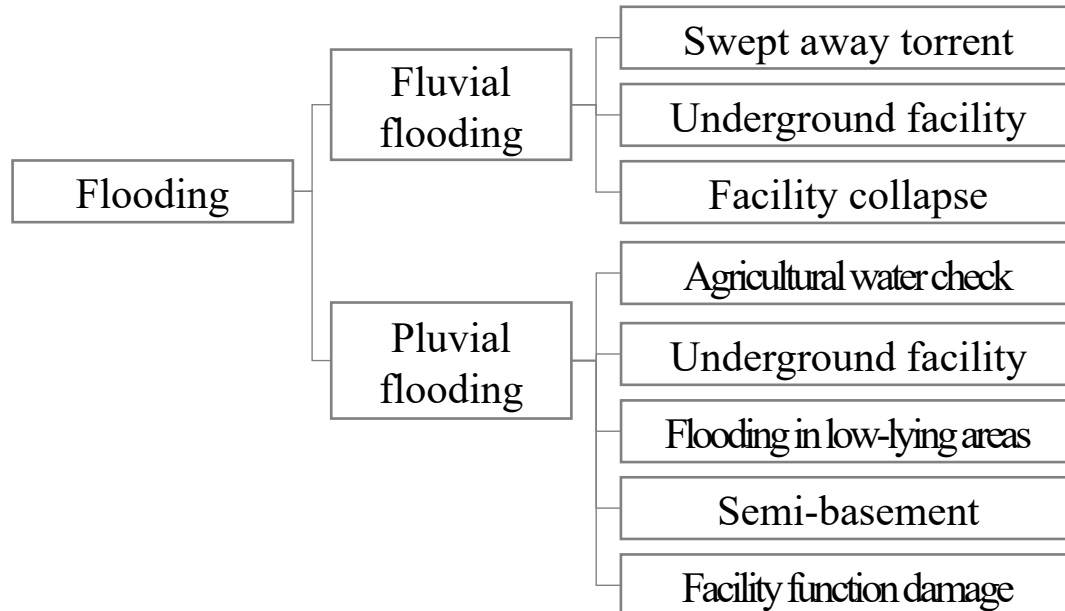 Flooding
Fluvial
flooding
Swept away torrent
Underground facility
Facility collapse
Pluvial
flooding
Agricultural water check
Underground facility
Flooding in low-lying areas
Semi-basement
Facility function damage